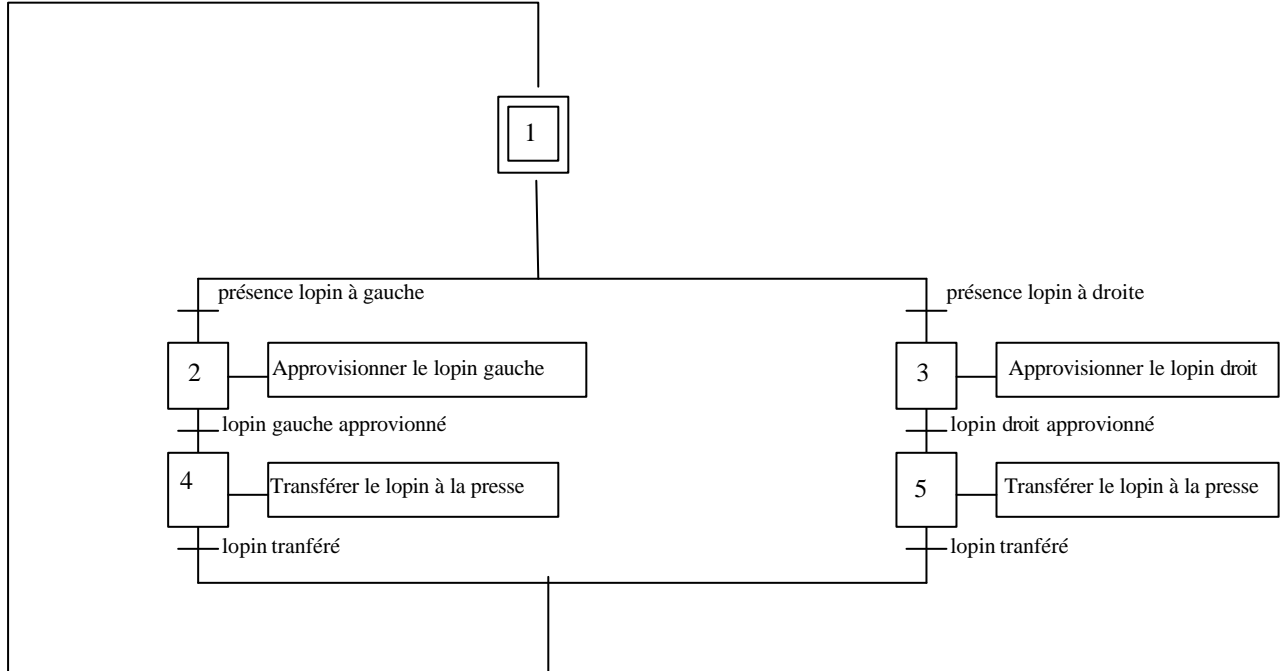 1
présence lopin à gauche
présence lopin à droite
2
Approvisionner le lopin gauche
3
Approvisionner le lopin droit
lopin gauche approvionné
lopin droit approvionné
4
Transférer le lopin à la presse
5
Transférer le lopin à la presse
lopin tranféré
lopin tranféré